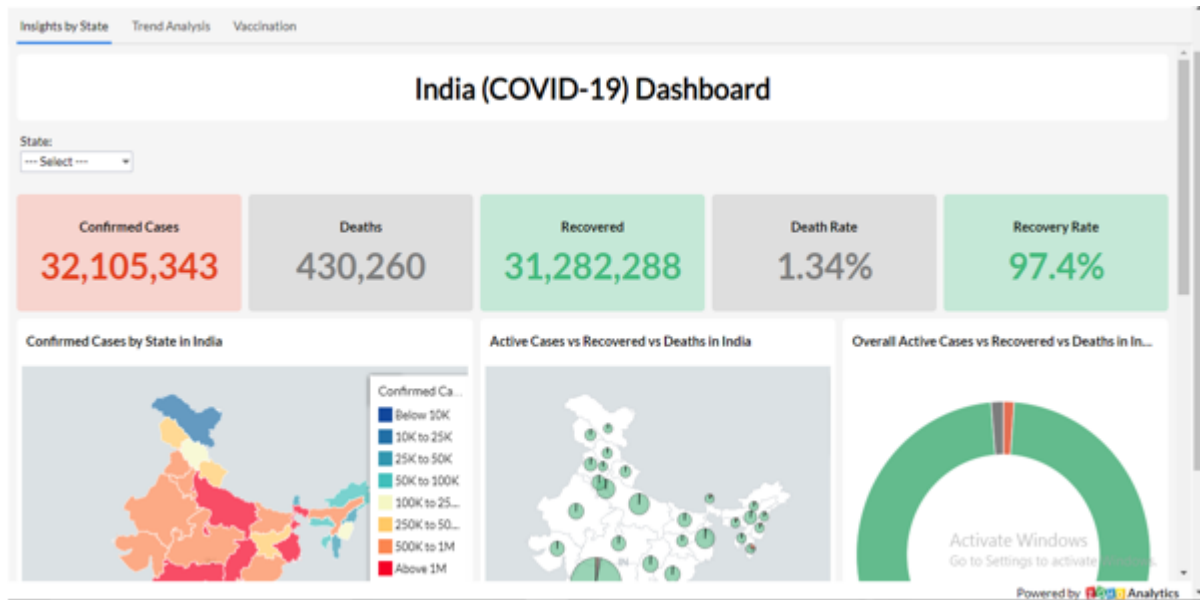 Insights by State Trend Analysis Vaccination
India (COVID-19) Dashboard
State:
--- Select ---
Confirmed Cases
32,105,343
Deaths
430,260
Recovered
31,282,288
Death Rate
1.34%
Recovery Rate
97.4%
Confirmed Cases by State in India
Confirmed Ca...
Below 10K
10K to 25K
25K to 50K
50K to 100K
100K to 25...
250K to 50...
500K to 1M
Above 1M
Active Cases vs Recovered vs Deaths in India
IN
Overall Active Cases vs Recovered vs Deaths in In...
Activate Windows
Go to Settings to activate Windows.
Powered by ZOHO Analytics